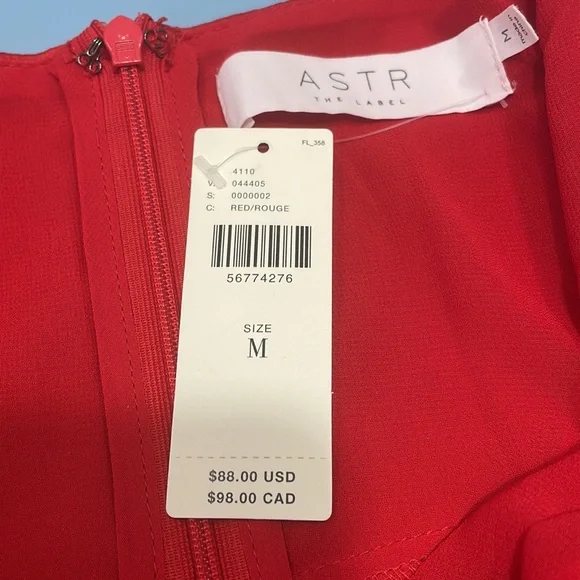 ASTR
THE LABEL
M
FL_358
4110
V: 044405
S: 0000002
C: RED/ROUGE
56774276
SIZE
M
$88.00 USD
$98.00 CAD